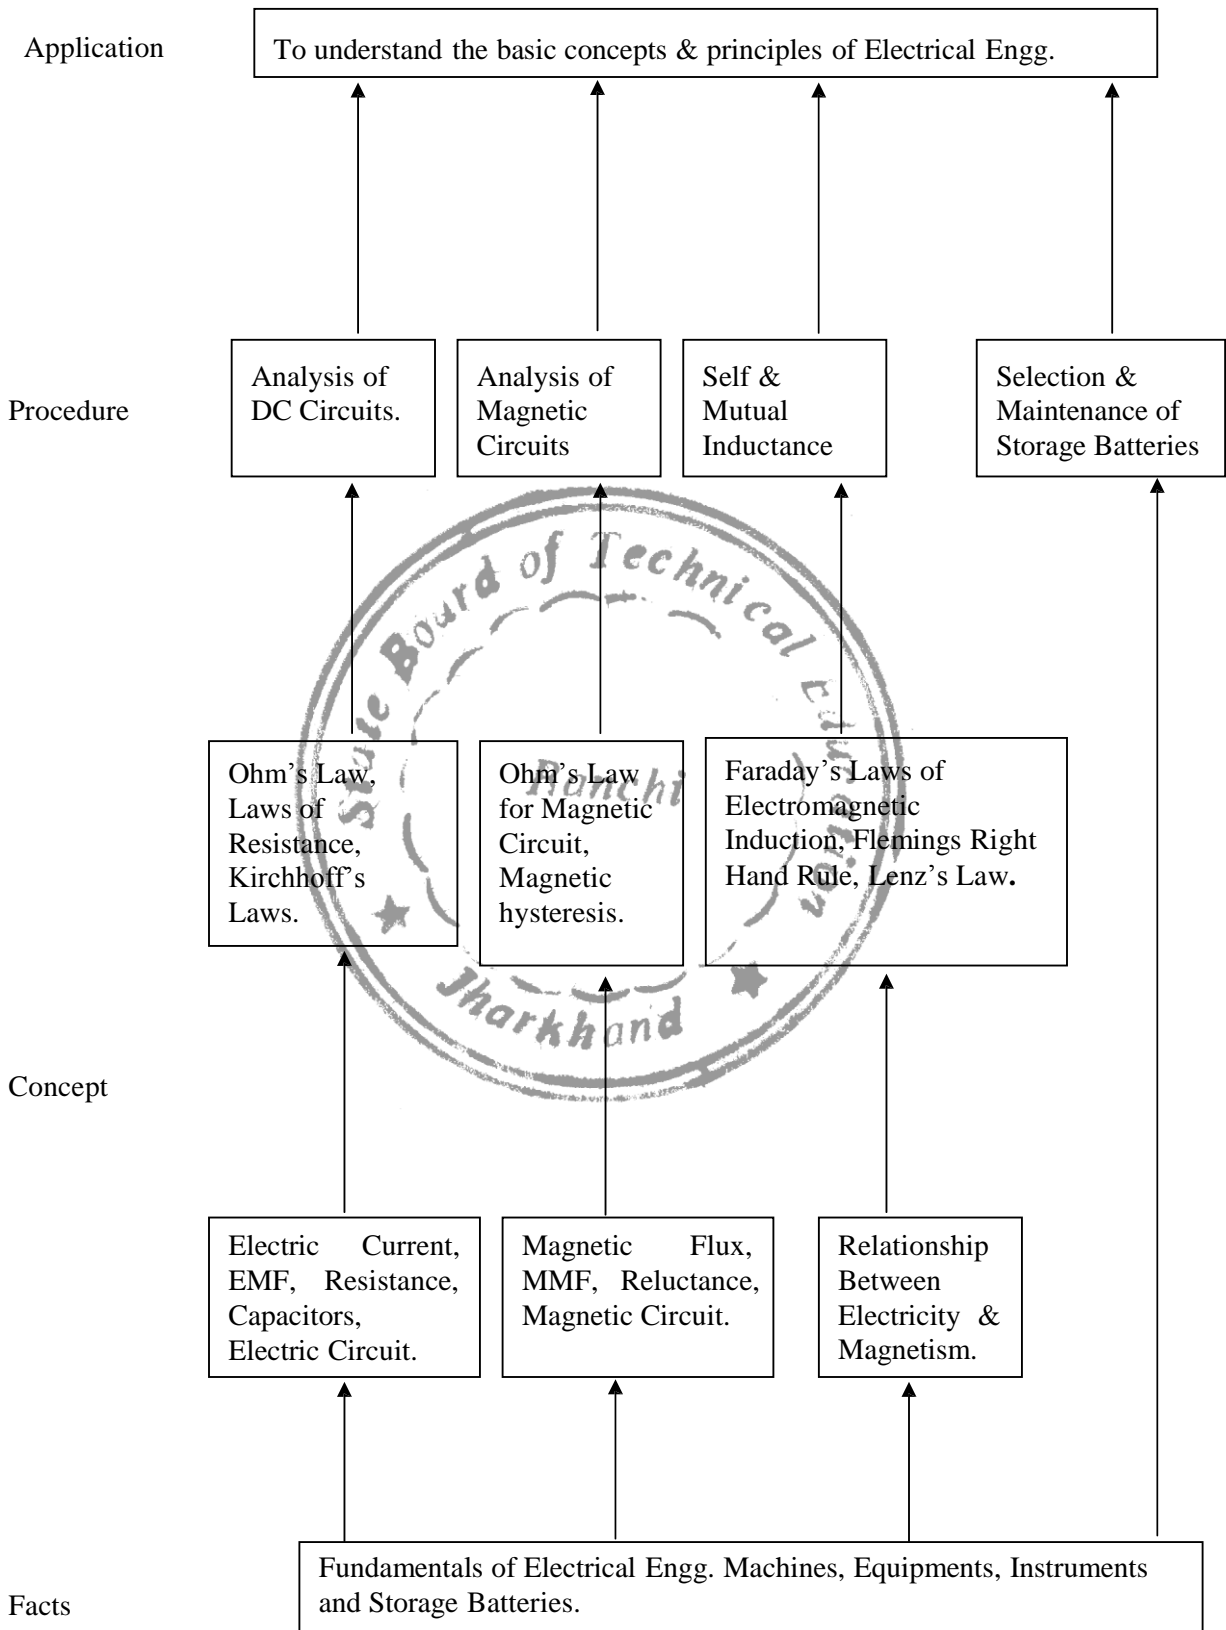 Application
To understand the basic concepts & principles of Electrical Engg.
Procedure
Analysis of
DC Circuits.
Analysis of
Magnetic
Circuits
Self &
Mutual
Inductance
Selection &
Maintenance of
Storage Batteries
State Board of Technical Education
Ranchi
Jharkhand
Ohm’s Law,
Laws of
Resistance,
Kirchhoff’s
Laws.
Ohm’s Law
for Magnetic
Circuit,
Magnetic
hysteresis.
Faraday’s Laws of
Electromagnetic
Induction, Flemings Right
Hand Rule, Lenz’s Law.
Concept
Electric Current,
EMF, Resistance,
Capacitors,
Electric Circuit.
Magnetic Flux,
MMF, Reluctance,
Magnetic Circuit.
Relationship
Between
Electricity &
Magnetism.
Facts
Fundamentals of Electrical Engg. Machines, Equipments, Instruments
and Storage Batteries.